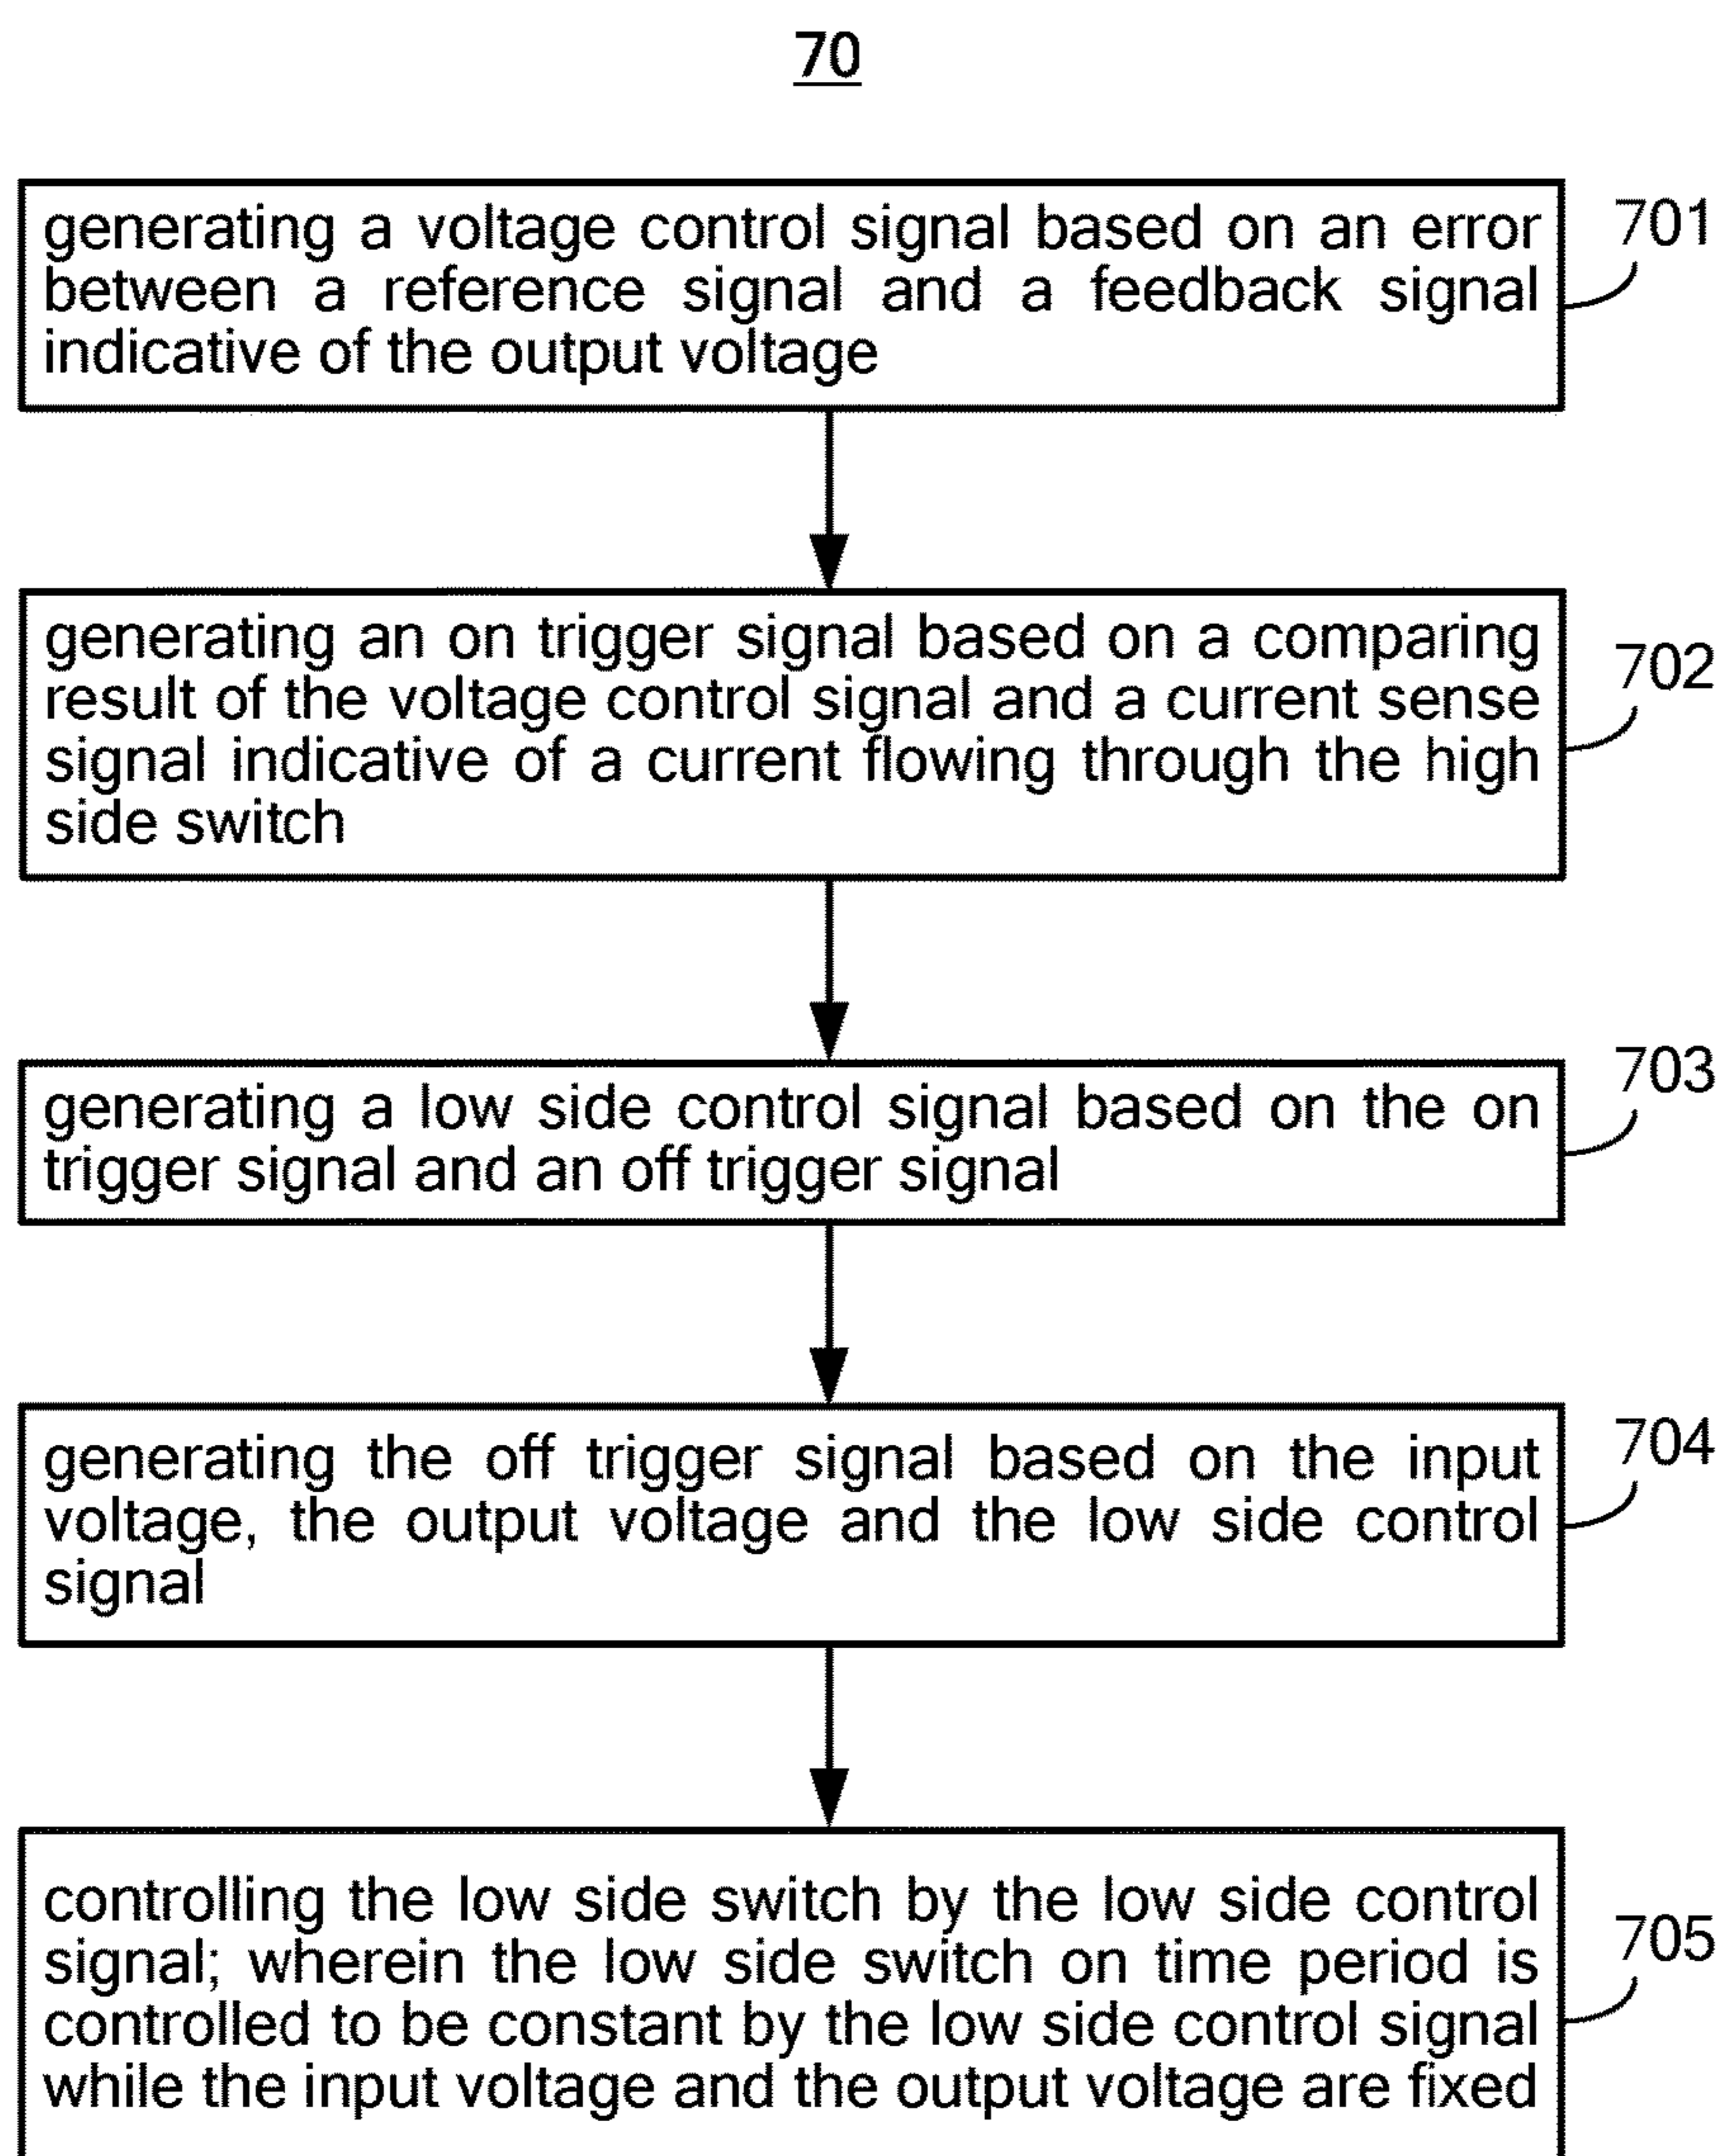 70
generating a voltage control signal based on an error
between a reference signal and a feedback signal
indicative of the output voltage
701
generating an on trigger signal based on a comparing
result of the voltage control signal and a current sense
signal indicative of a current flowing through the high
side switch
702
generating a low side control signal based on the on
trigger signal and an off trigger signal
703
generating the off trigger signal based on the input
voltage, the output voltage and the low side control
signal
704
controlling the low side switch by the low side control
signal; wherein the low side switch on time period is
controlled to be constant by the low side control signal
while the input voltage and the output voltage are fixed
705